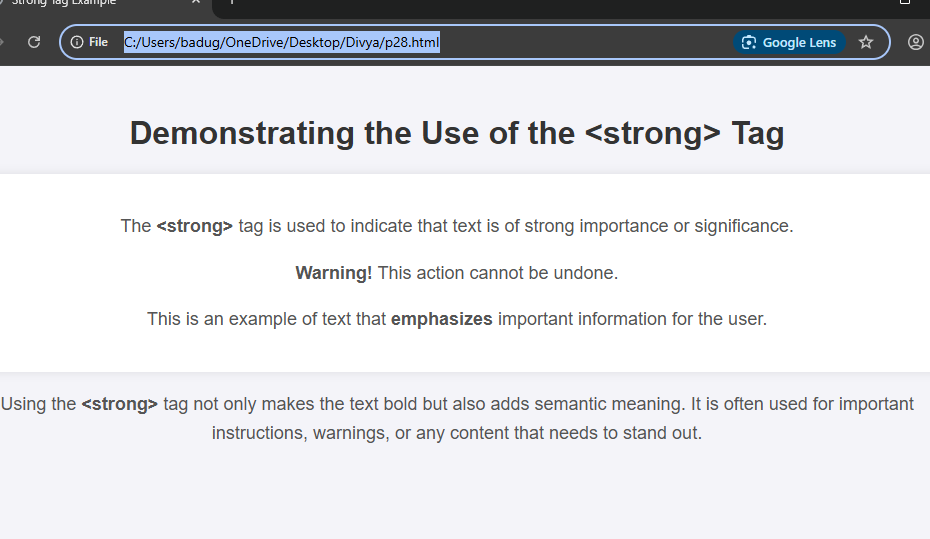 Strong Tag Example
File C:/Users/badug/OneDrive/Desktop/Divya/p28.html Google Lens
Demonstrating the Use of the <strong> Tag
The <strong> tag is used to indicate that text is of strong importance or significance.
Warning! This action cannot be undone.
This is an example of text that emphasizes important information for the user.
Using the <strong> tag not only makes the text bold but also adds semantic meaning. It is often used for important
instructions, warnings, or any content that needs to stand out.